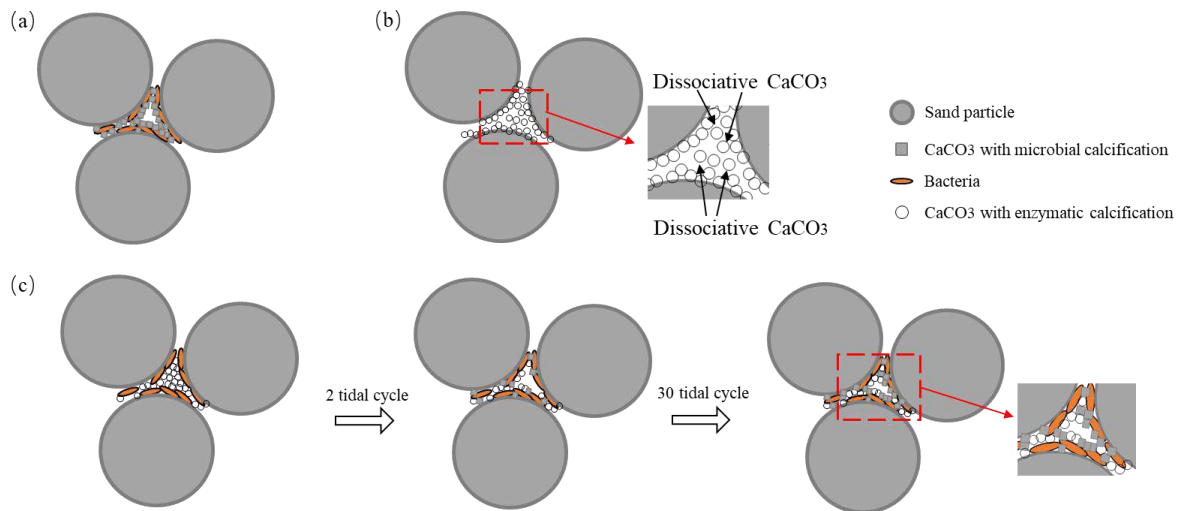 (a)
(b)
Dissociative CaCO3
Dissociative CaCO3
Sand particle
CaCO3 with microbial calcification
Bacteria
CaCO3 with enzymatic calcification
(c)
2 tidal cycle
30 tidal cycle